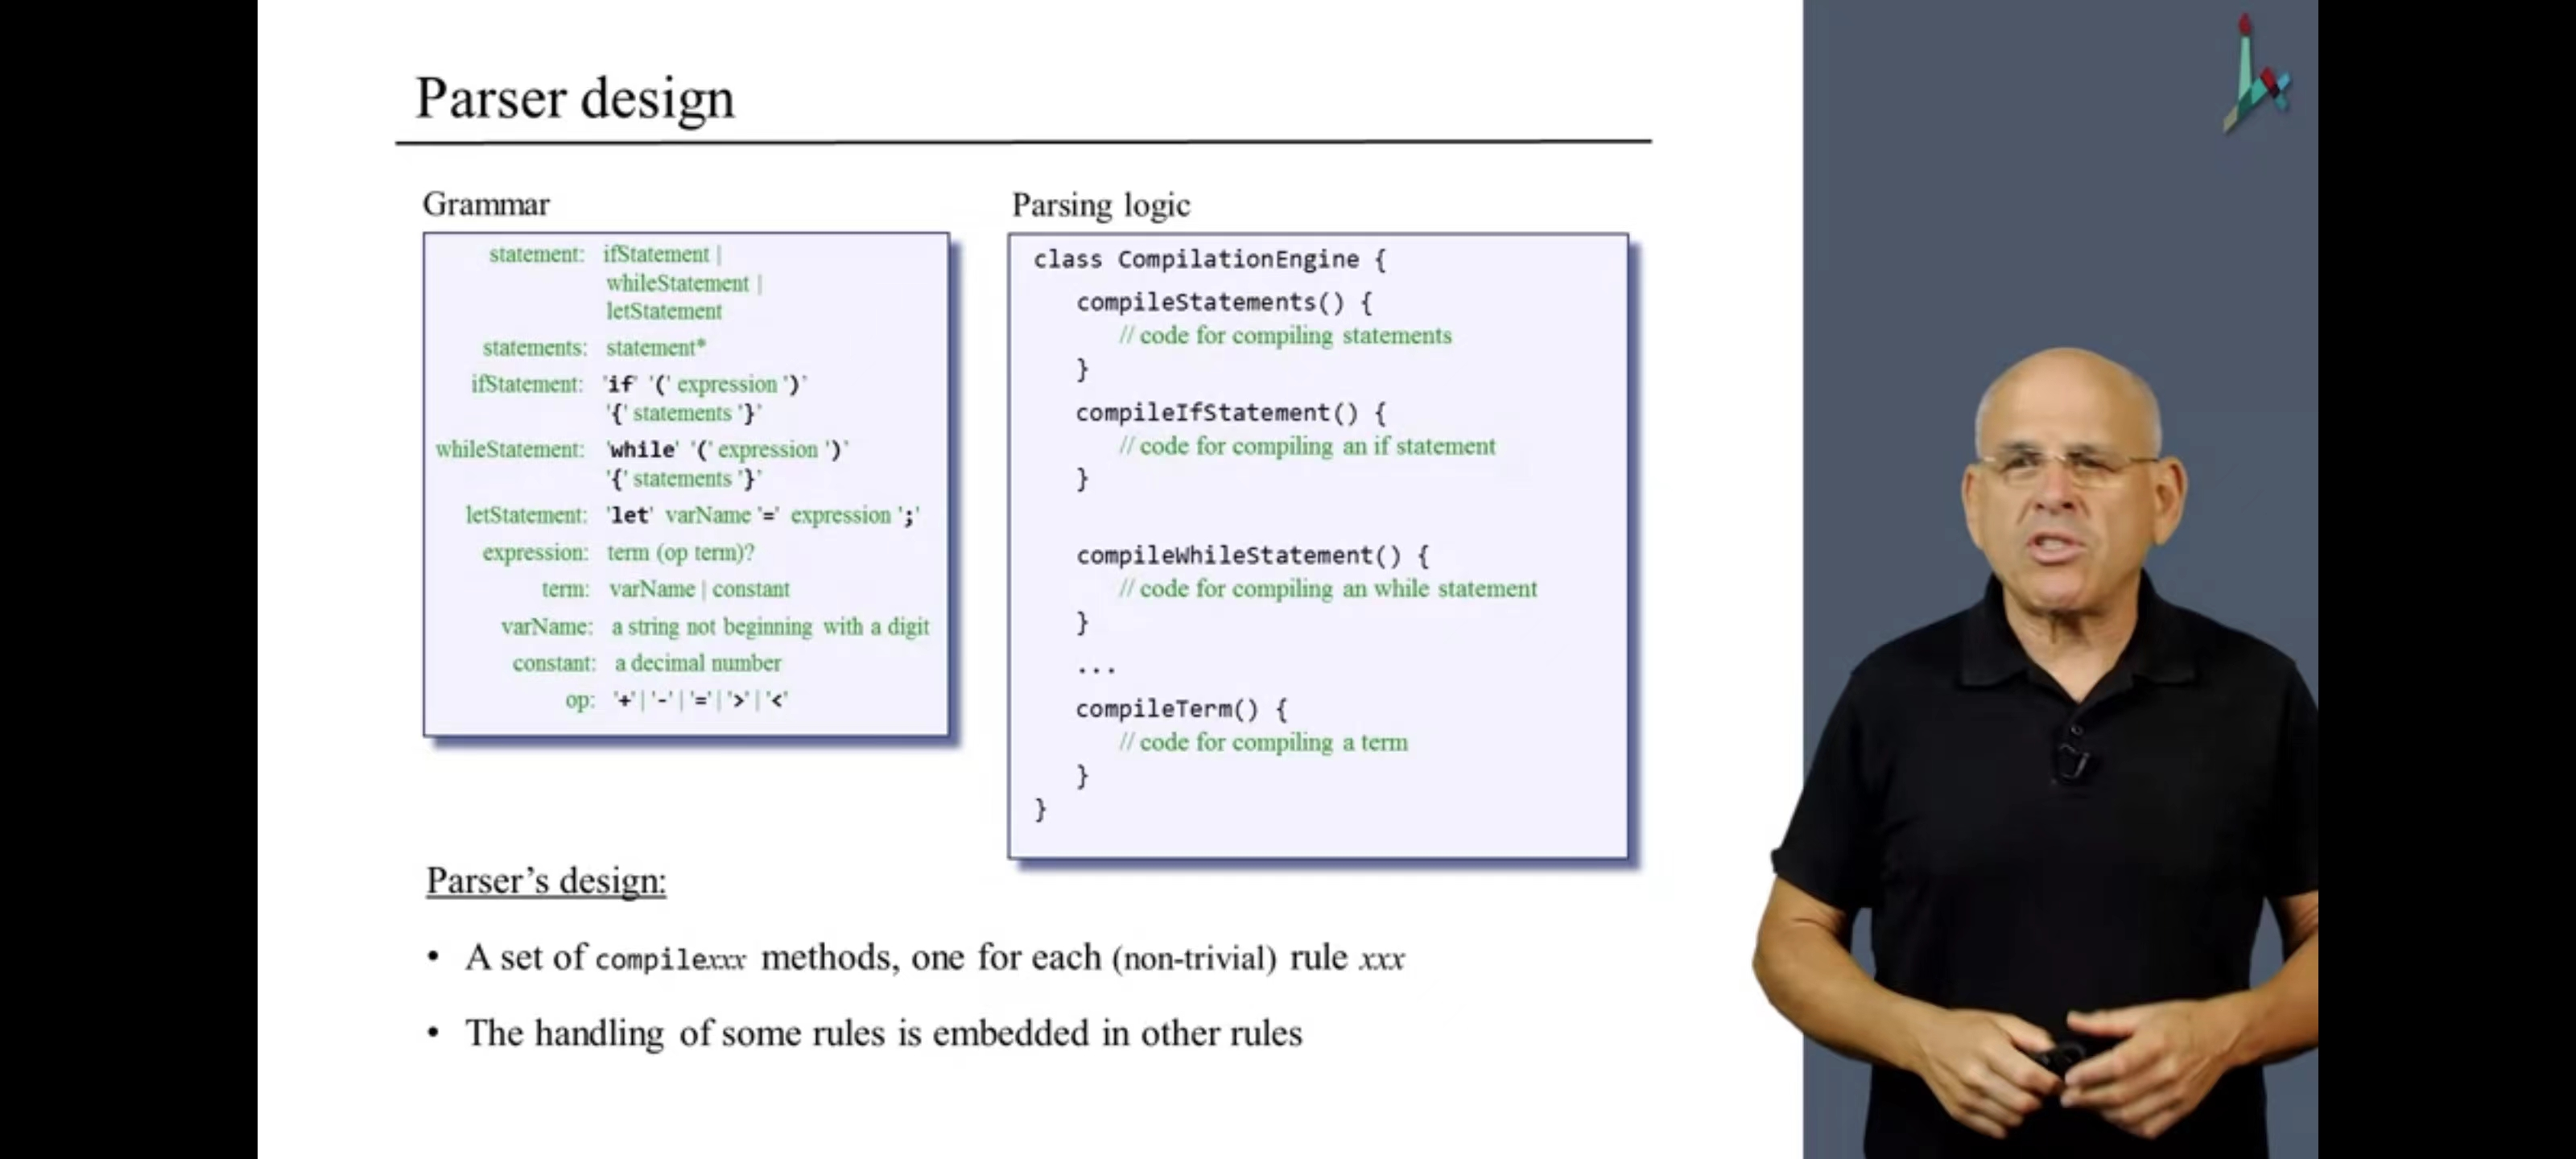 Parser design
Grammar
statement: ifStatement |
whileStatement |
letStatement
statements: statement*
ifStatement: 'if' '(' expression ')'
'{' statements '}'
whileStatement: 'while' '(' expression ')'
'{' statements '}'
letStatement: 'let' varName '=' expression ';'
expression: term (op term)?
term: varName | constant
varName: a string not beginning with a digit
constant: a decimal number
op: '+' | '-' | '=' | '>' | '<'
Parsing logic
class CompilationEngine {
compileStatements() {
// code for compiling statements
}
compileIfStatement() {
// code for compiling an if statement
}
compileWhileStatement() {
// code for compiling an while statement
}
...
compileTerm() {
// code for compiling a term
}
}
Parser's design:
• A set of compilexxx methods, one for each (non-trivial) rule xxx
• The handling of some rules is embedded in other rules